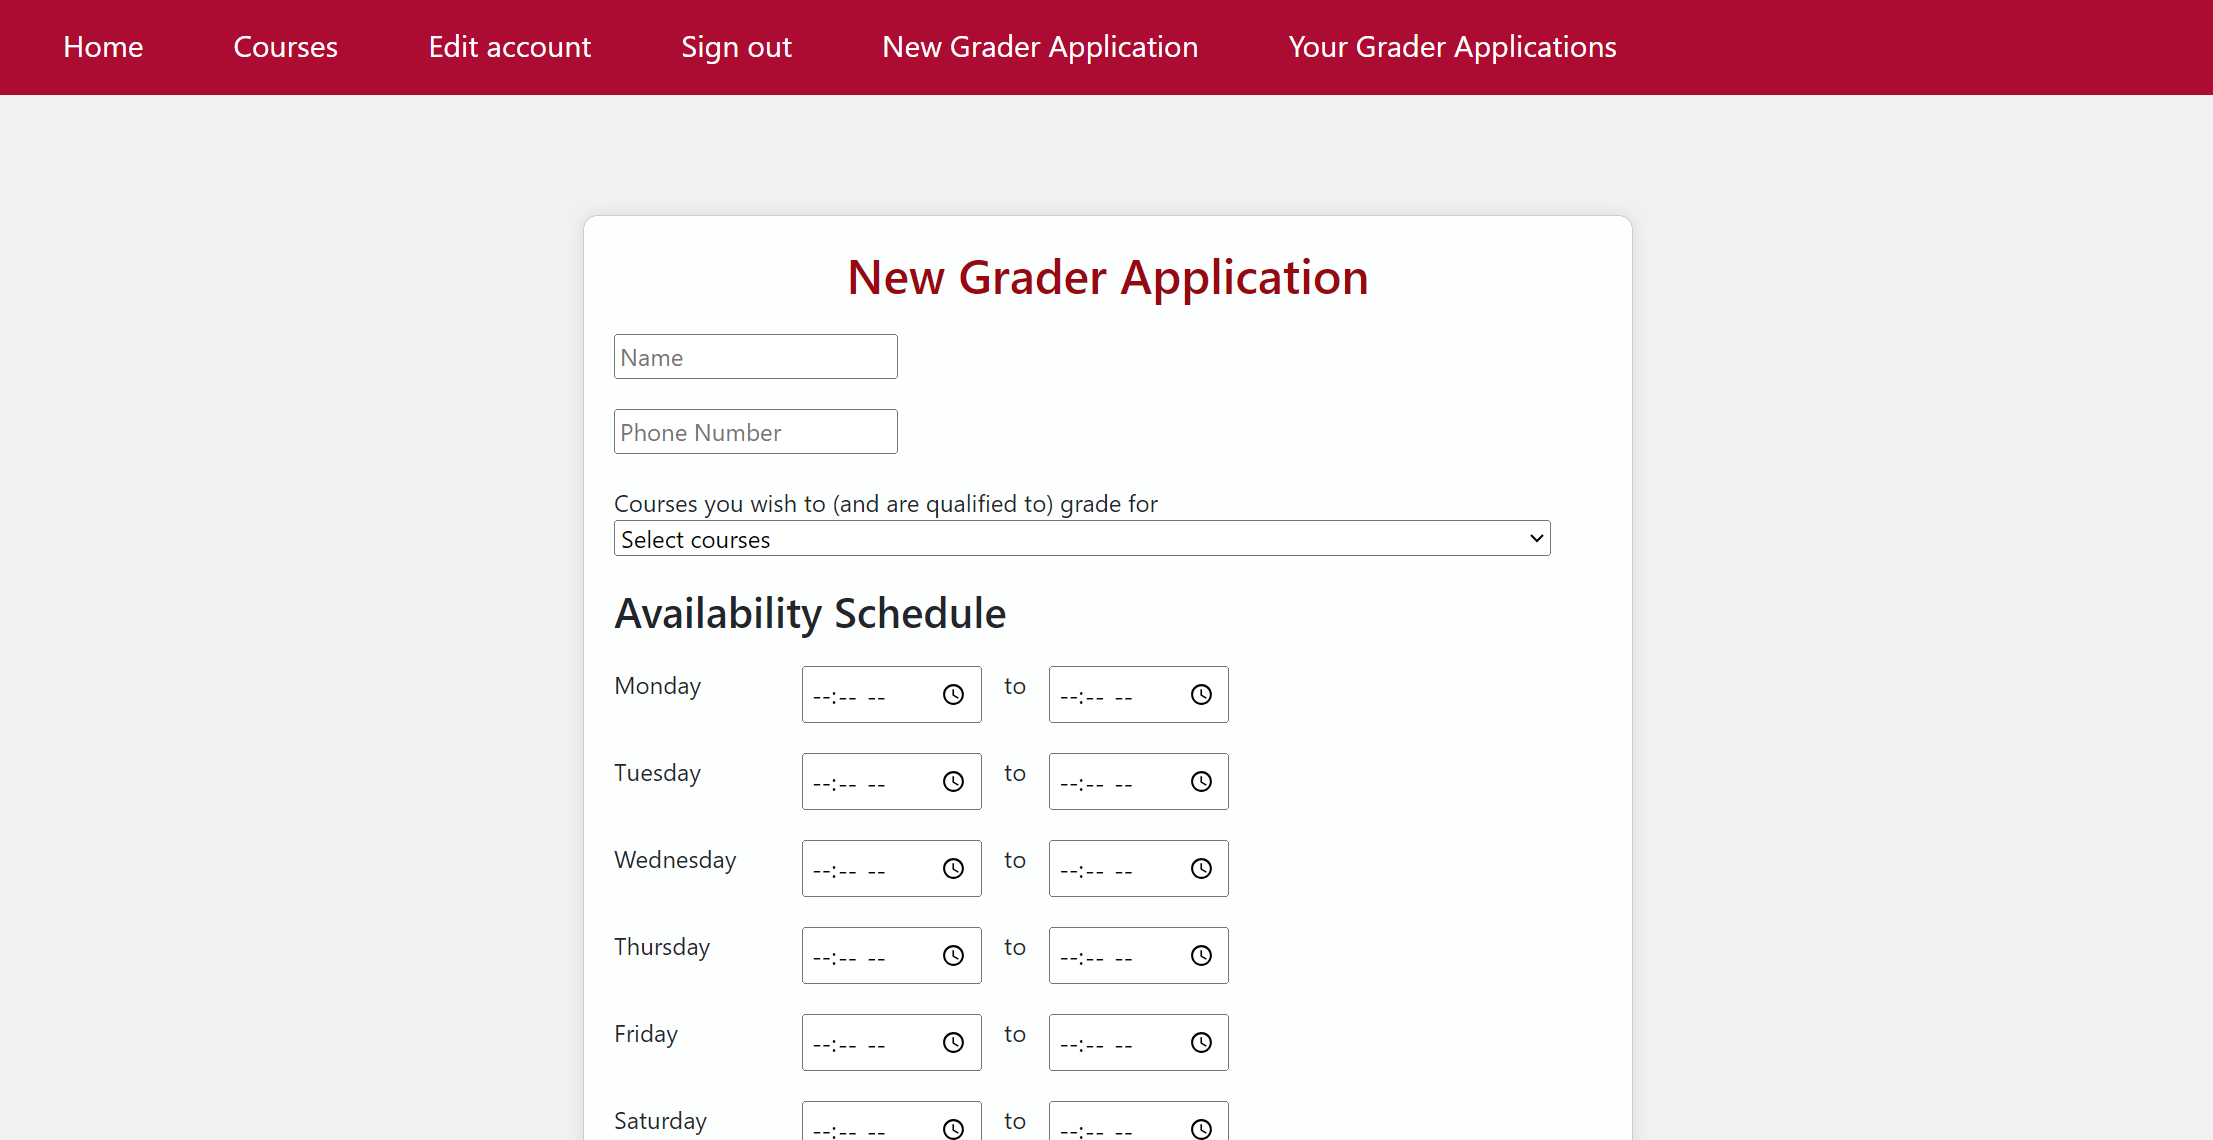 Home Courses Edit account Sign out New Grader Application Your Grader Applications
New Grader Application
Name
Phone Number
Courses you wish to (and are qualified to) grade for
Select courses
Availability Schedule
Monday --:-- -- to --:-- --
Tuesday --:-- -- to --:-- --
Wednesday --:-- -- to --:-- --
Thursday --:-- -- to --:-- --
Friday --:-- -- to --:-- --
Saturday --:-- -- to --:-- --